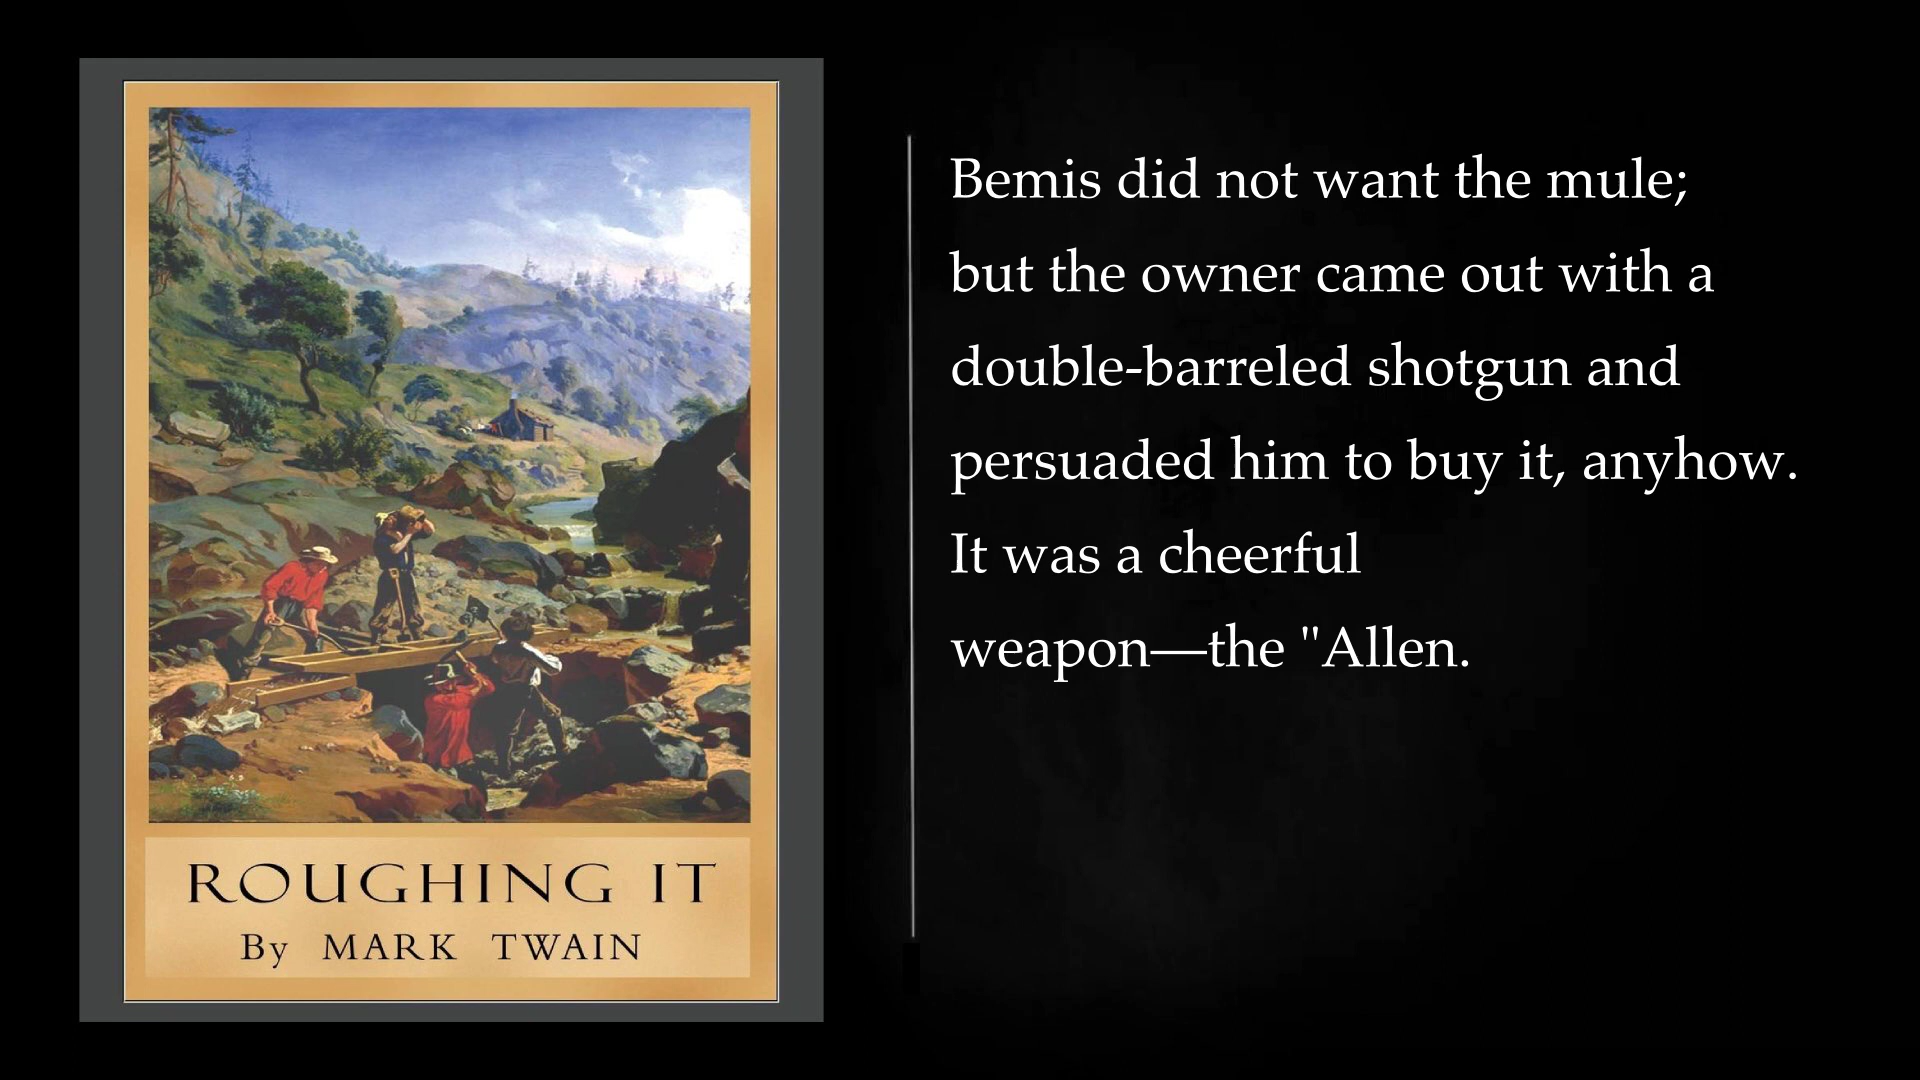 ROUGHING IT
By MARK TWAIN
Bemis did not want the mule;
but the owner came out with a
double-barreled shotgun and
persuaded him to buy it, anyhow.
It was a cheerful
weapon—the "Allen.